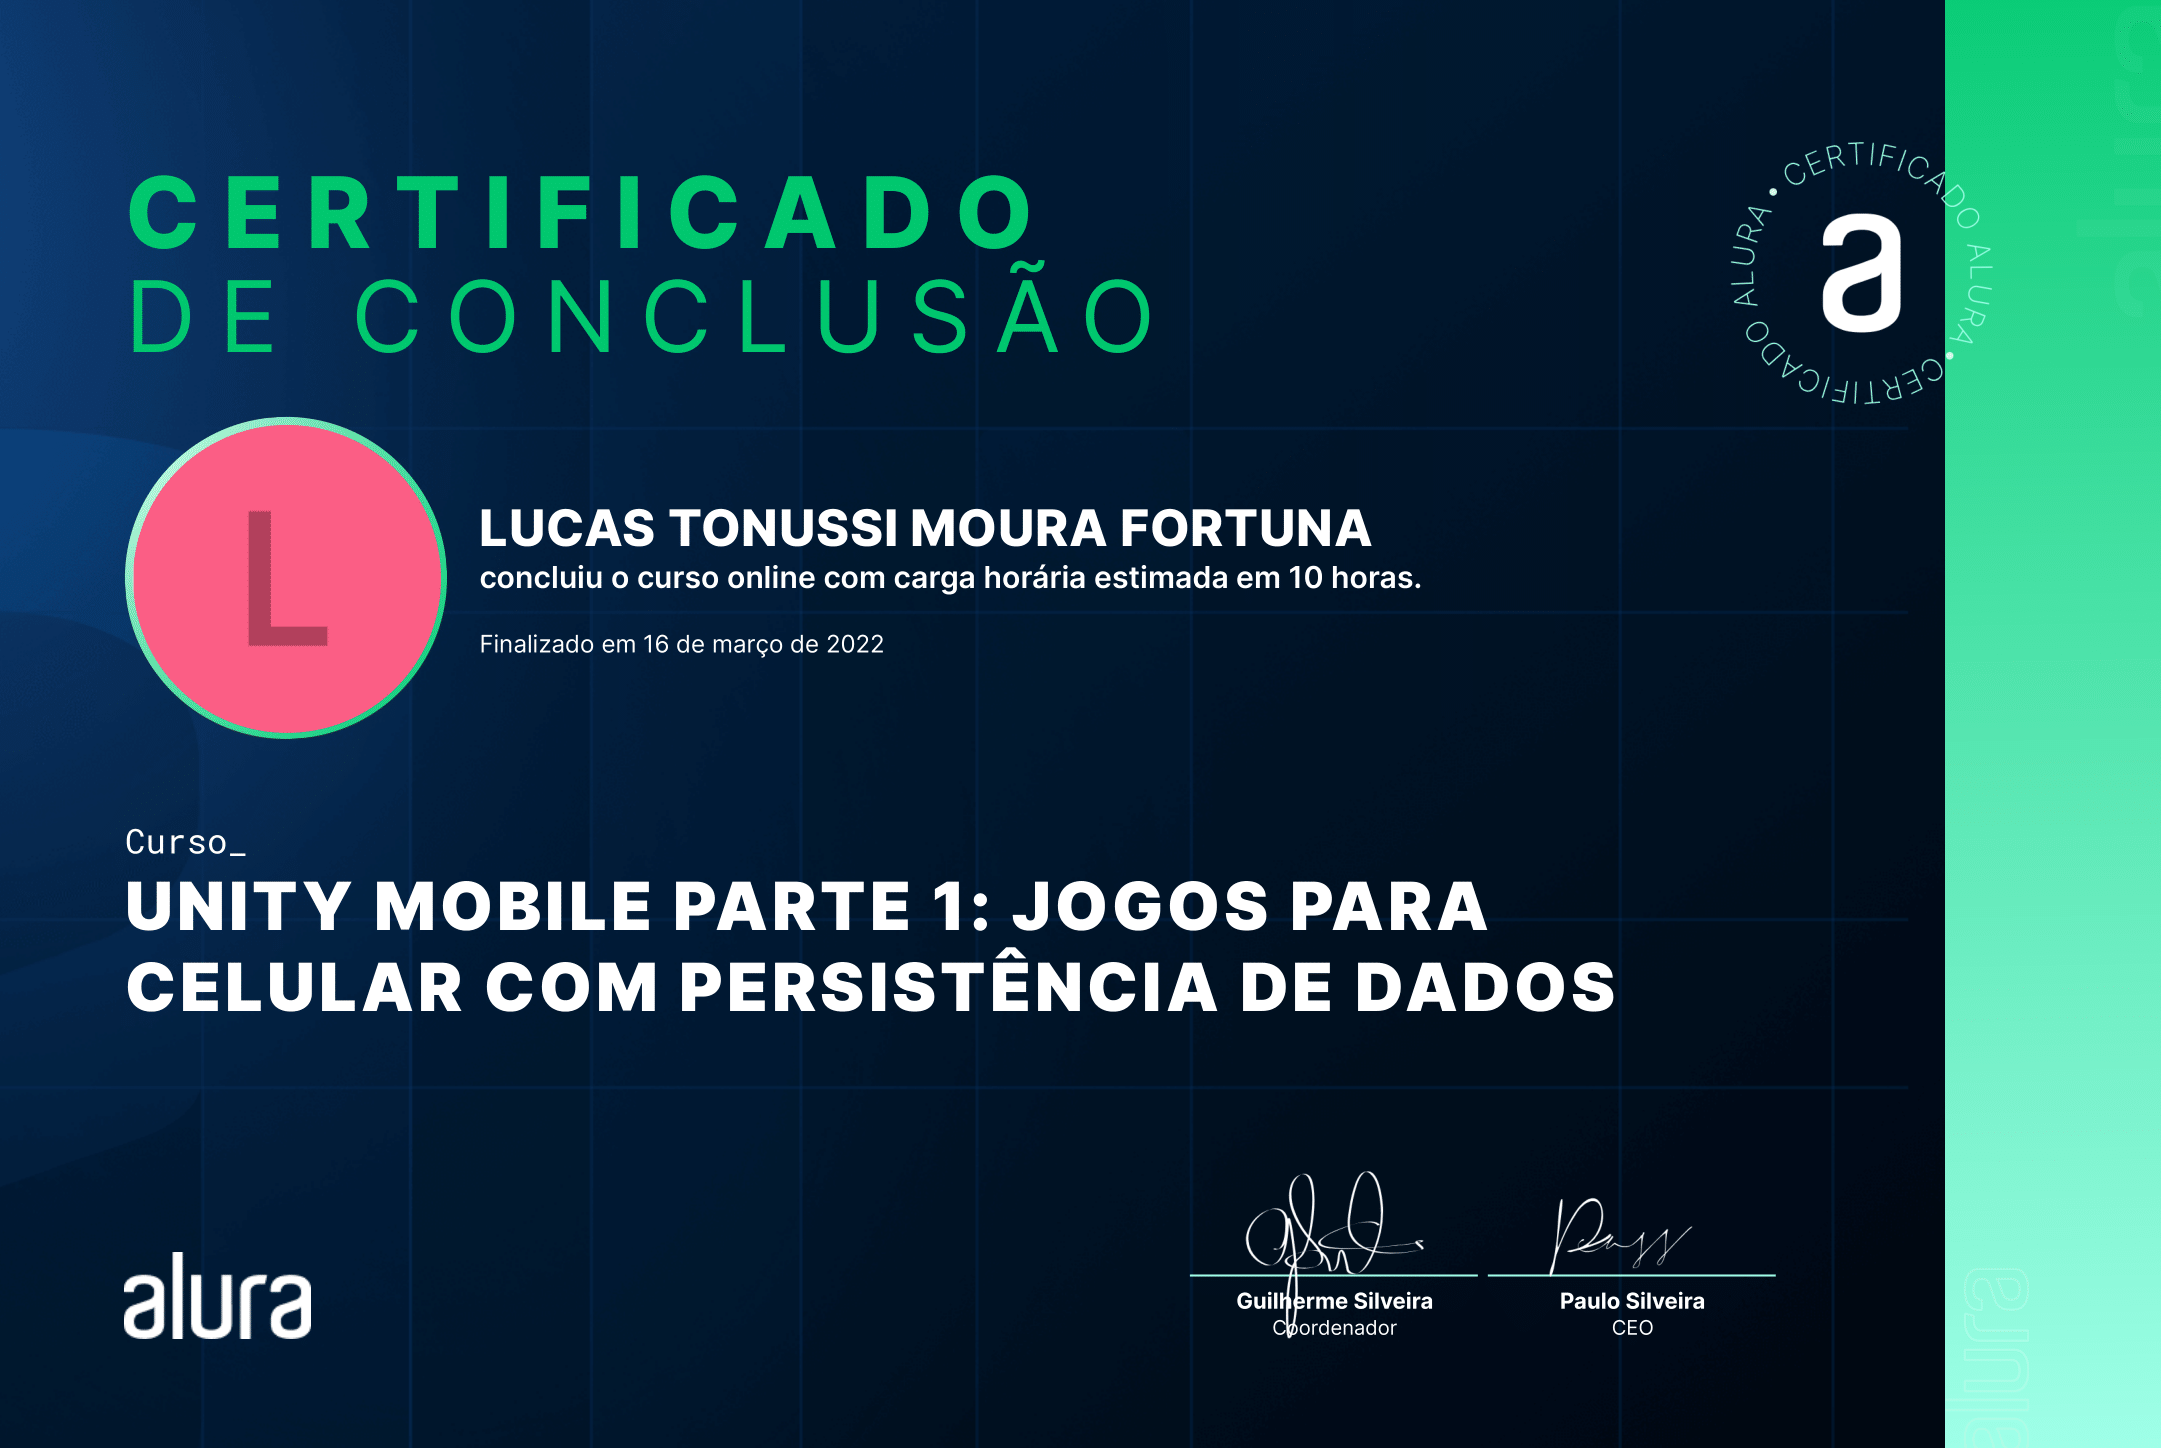 CERTIFICADO
DE CONCLUSÃO
CERTIFICADO ALURA • CERTIFICADO ALURA •
a
L
LUCAS TONUSSI MOURA FORTUNA
concluiu o curso online com carga horária estimada em 10 horas.
Finalizado em 16 de março de 2022
Curso_
UNITY MOBILE PARTE 1: JOGOS PARA
CELULAR COM PERSISTÊNCIA DE DADOS
Guilherme Silveira
Coordenador
Paulo Silveira
CEO
alura
alura
alura